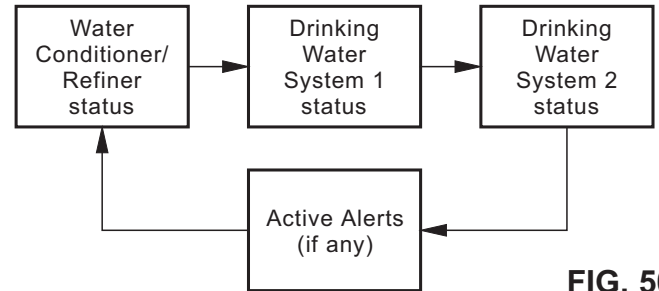 Water
Conditioner/
Refiner
status
Drinking
Water
System 1
status
Drinking
Water
System 2
status
Active Alerts
(if any)
FIG.